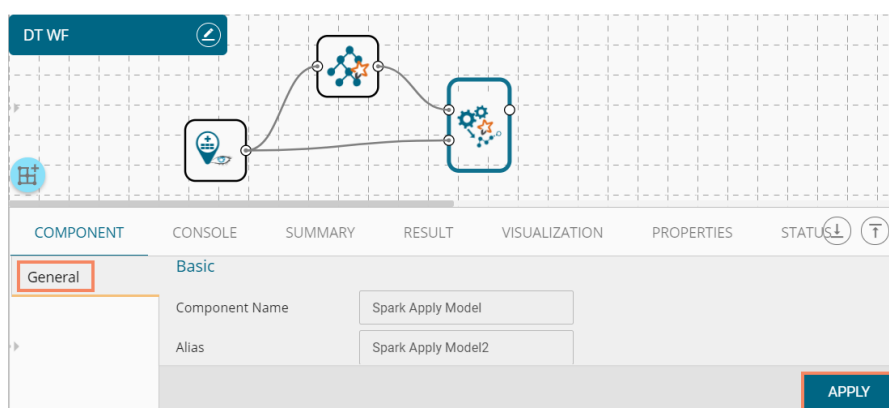 DT WF
COMPONENT CONSOLE SUMMARY RESULT VISUALIZATION PROPERTIES STATUS
General
Basic
Component Name Spark Apply Model
Alias Spark Apply Model2
APPLY